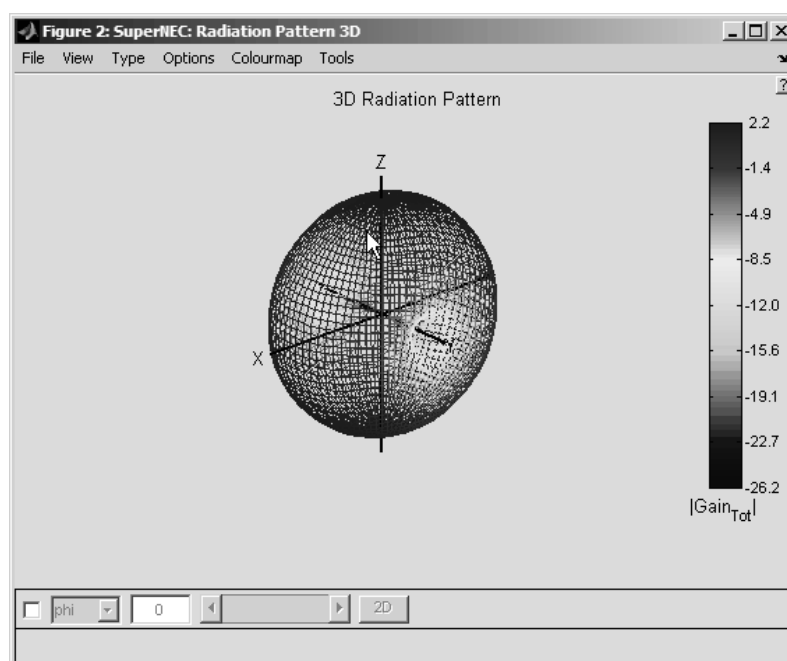 Figure 2: SuperNEC: Radiation Pattern 3D
File View Type Options Colourmap Tools
?
3D Radiation Pattern
Z
X
2.2
-1.4
-4.9
-8.5
-12.0
-15.6
-19.1
-22.7
-26.2
|GainTot|
phi 0 2D